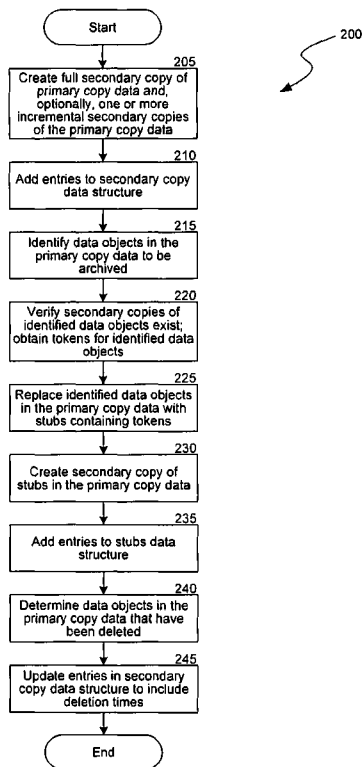 Start
200
205
Create full secondary copy of
primary copy data and,
optionally, one or more
incremental secondary copies
of the primary copy data
210
Add entries to secondary copy
data structure
215
Identify data objects in the
primary copy data to be
archived
220
Verify secondary copies of
identified data objects exist;
obtain tokens for identified data
objects
225
Replace identified data objects
in the primary copy data with
stubs containing tokens
230
Create secondary copy of
stubs in the primary copy data
235
Add entries to stubs data
structure
240
Determine data objects in the
primary copy data that have
been deleted
245
Update entries in secondary
copy data structure to include
deletion times
End